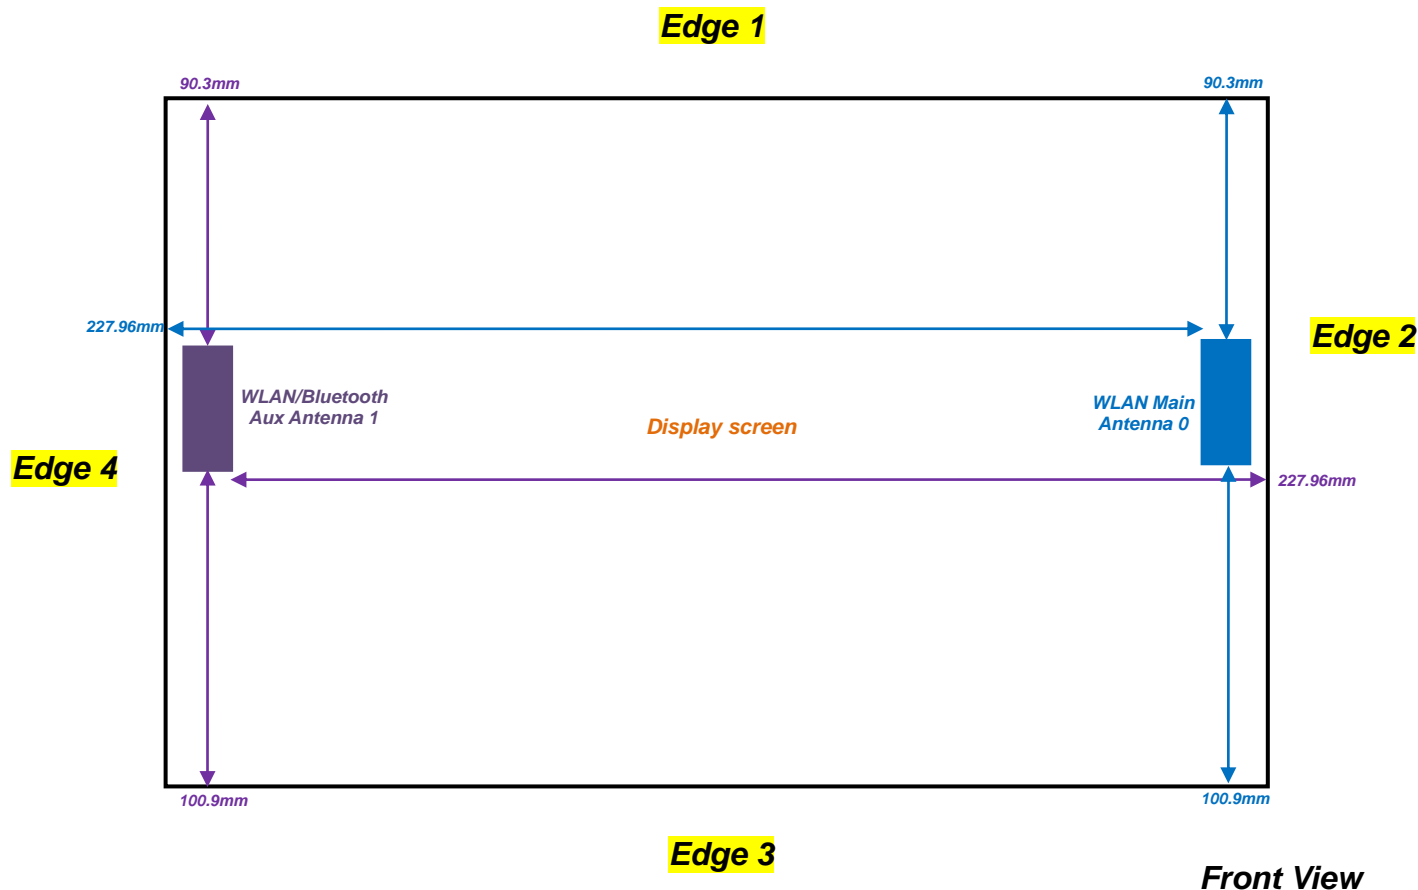 Edge 1
90.3mm
90.3mm
227.96mm
Edge 2
WLAN/Bluetooth
Aux Antenna 1
WLAN Main
Antenna 0
Display screen
Edge 4
227.96mm
100.9mm
100.9mm
Edge 3
Front View